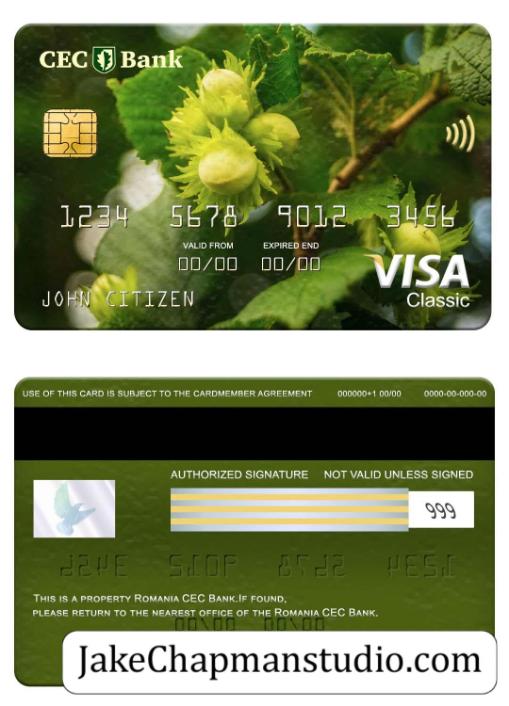 CEC Bank
1234 5678 9012 3456
VALID FROM EXPIRED END
00/00 00/00
VISA
JOHN CITIZEN
Classic
USE OF THIS CARD IS SUBJECT TO THE CARDMEMBER AGREEMENT 000000+1 00/00 0000-00-000-00
AUTHORIZED SIGNATURE NOT VALID UNLESS SIGNED
999
THIS IS A PROPERTY ROMANIA CEC BANK.IF FOUND,
PLEASE RETURN TO THE NEAREST OFFICE OF THE ROMANIA CEC BANK.
JakeChapmanstudio.com